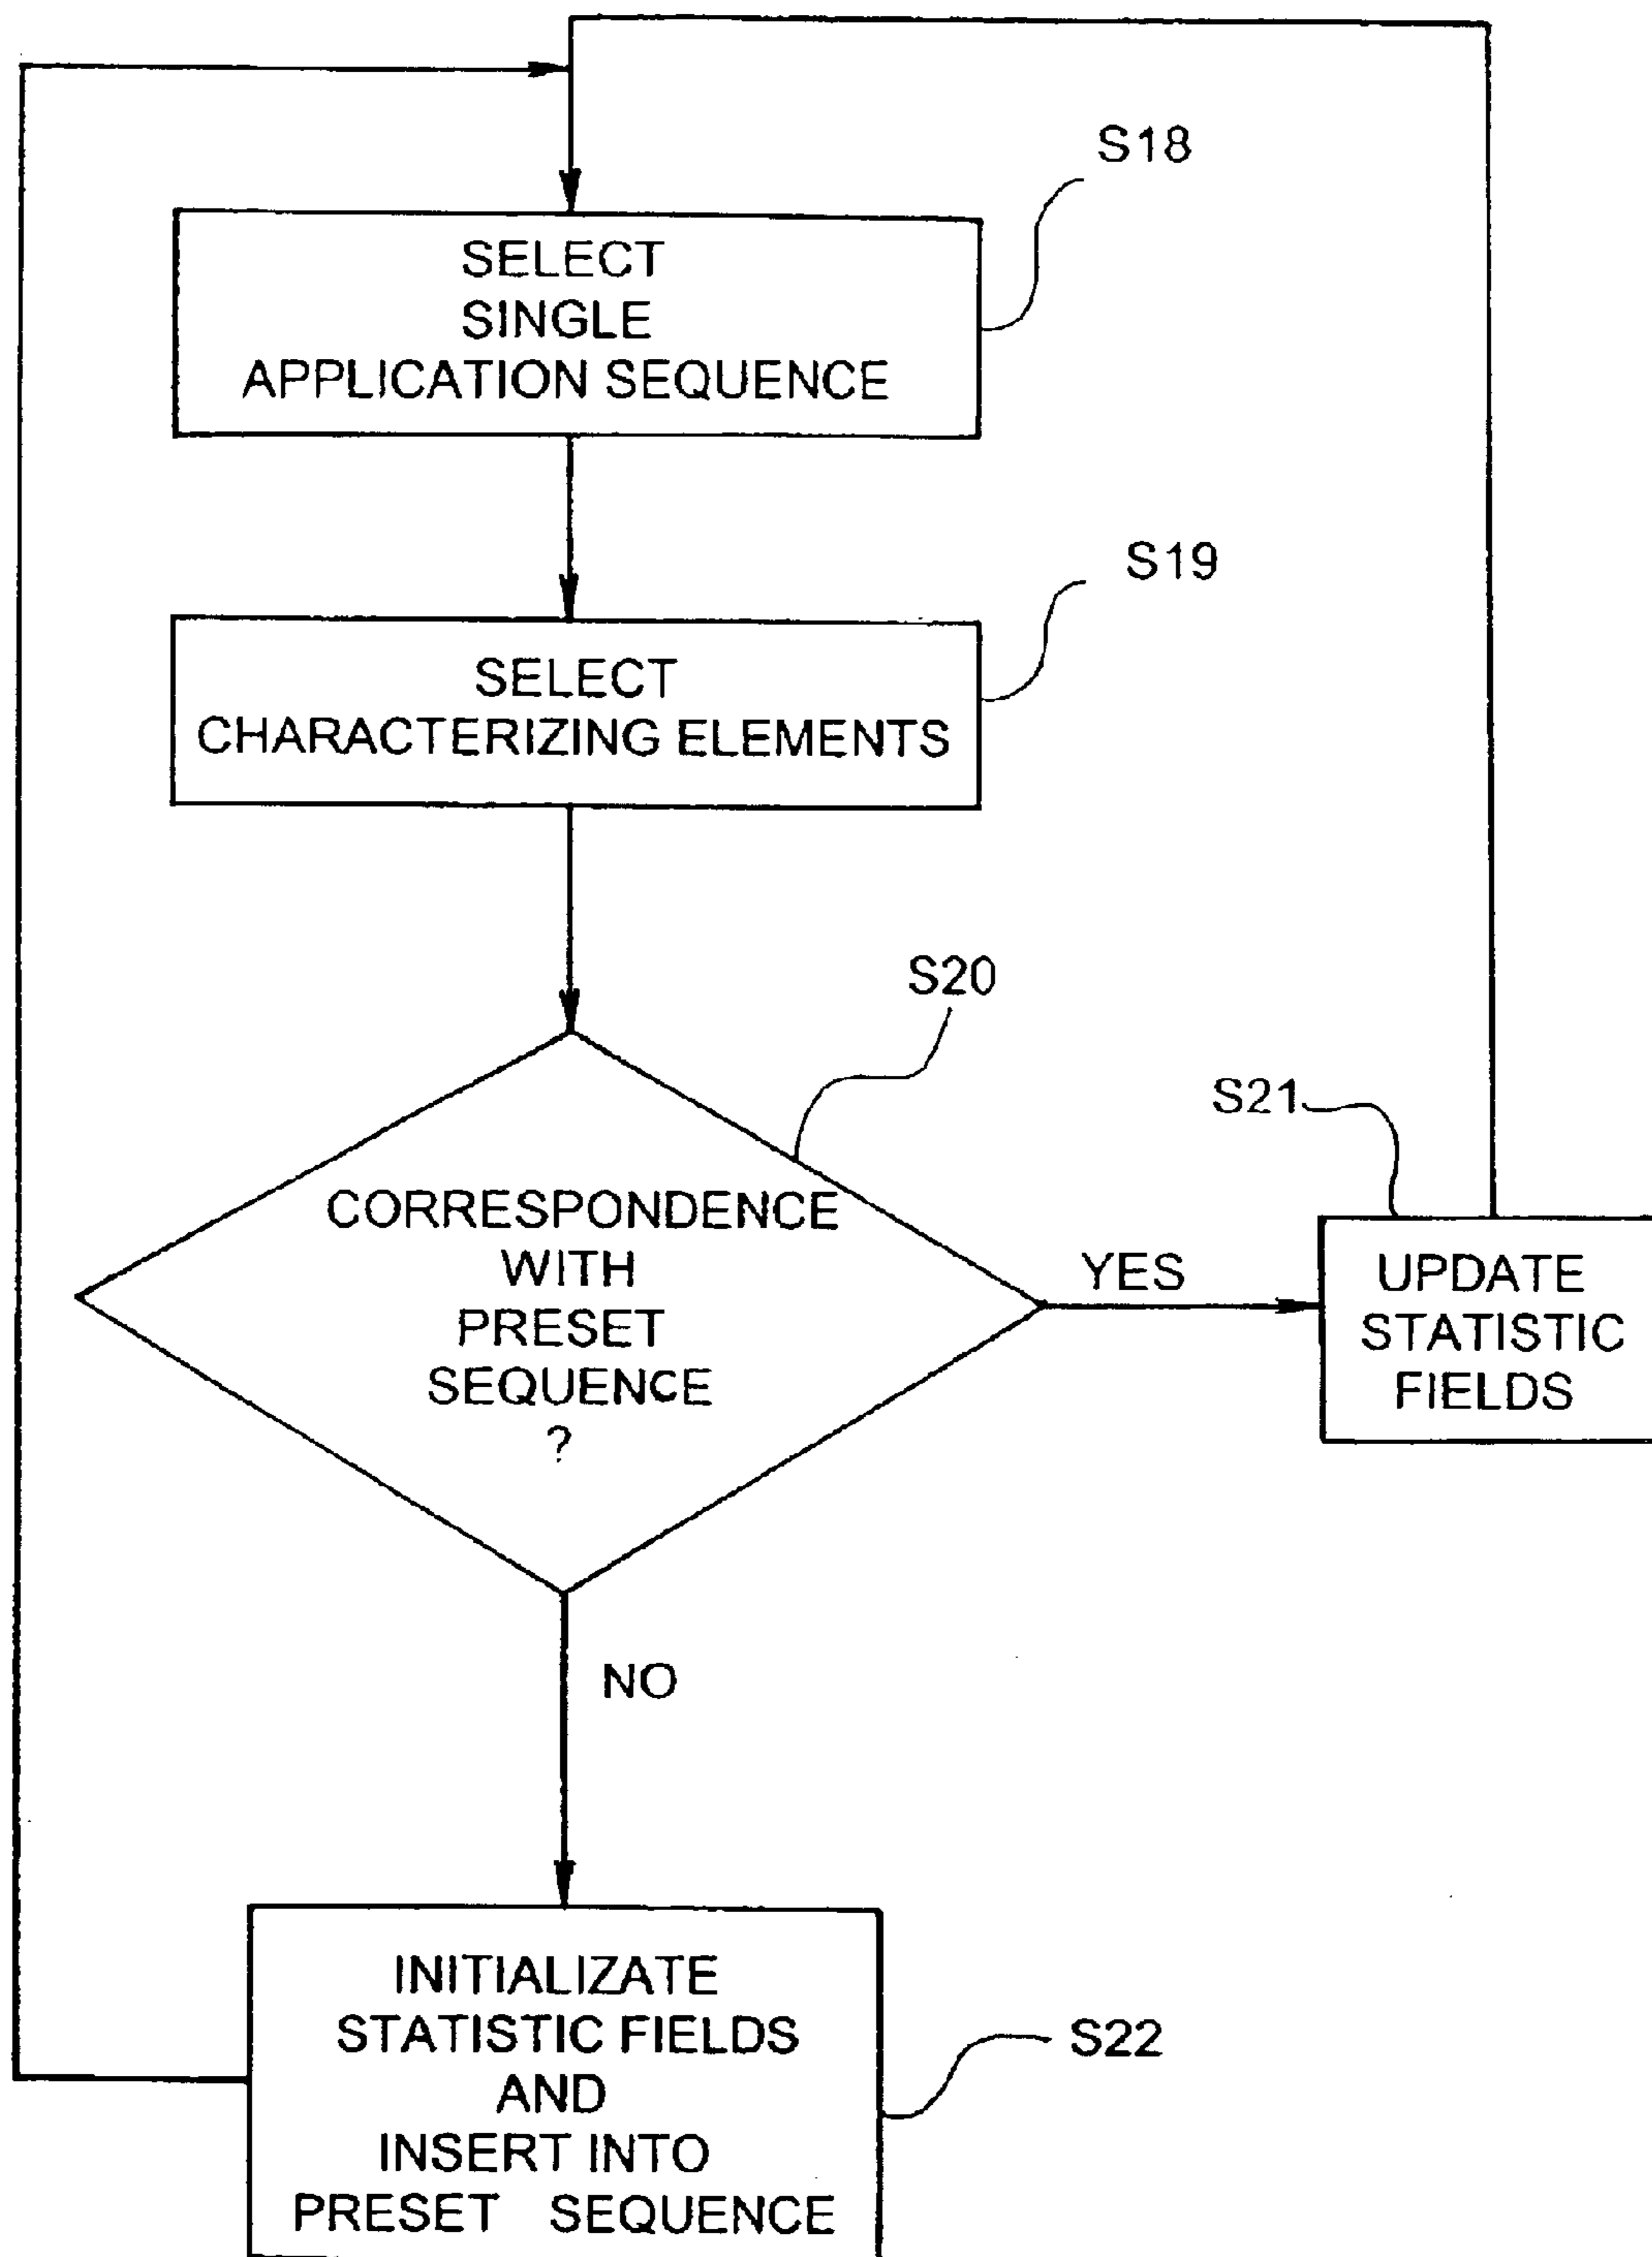 S18
SELECT
SINGLE
APPLICATION SEQUENCE
S19
SELECT
CHARACTERIZING ELEMENTS
S20
CORRESPONDENCE
WITH
PRESET
SEQUENCE
?
YES
S21
UPDATE
STATISTIC
FIELDS
NO
INITIALIZATE
STATISTIC FIELDS
AND
INSERT INTO
PRESET SEQUENCE
S22